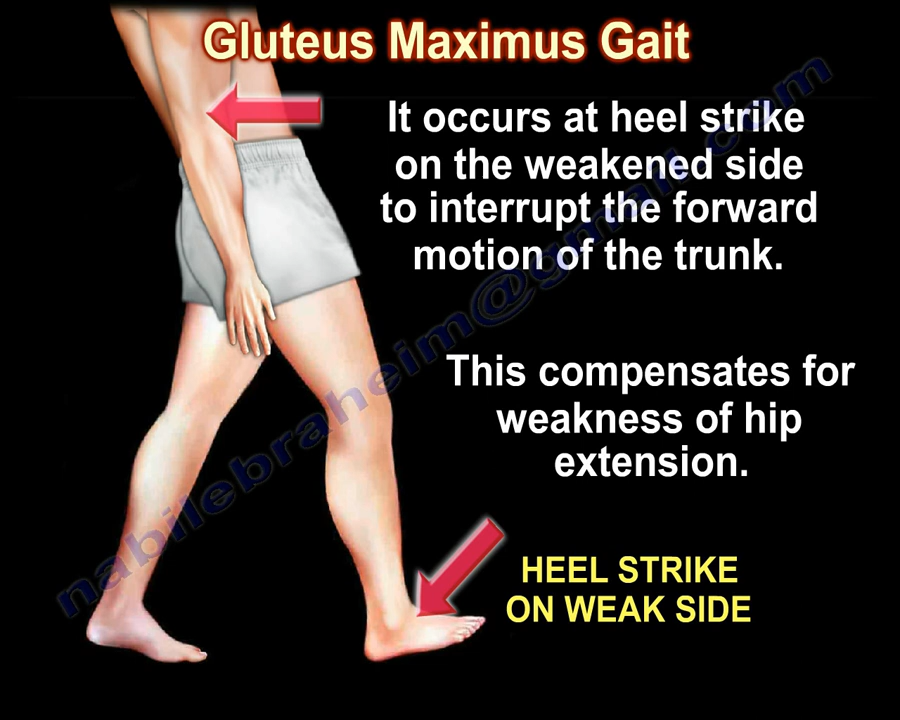 Gluteus Maximus Gait
It occurs at heel strike
on the weakened side
to interrupt the forward
motion of the trunk.
This compensates for
weakness of hip
extension.
HEEL STRIKE
ON WEAK SIDE
nabilebraheim@gmail.com